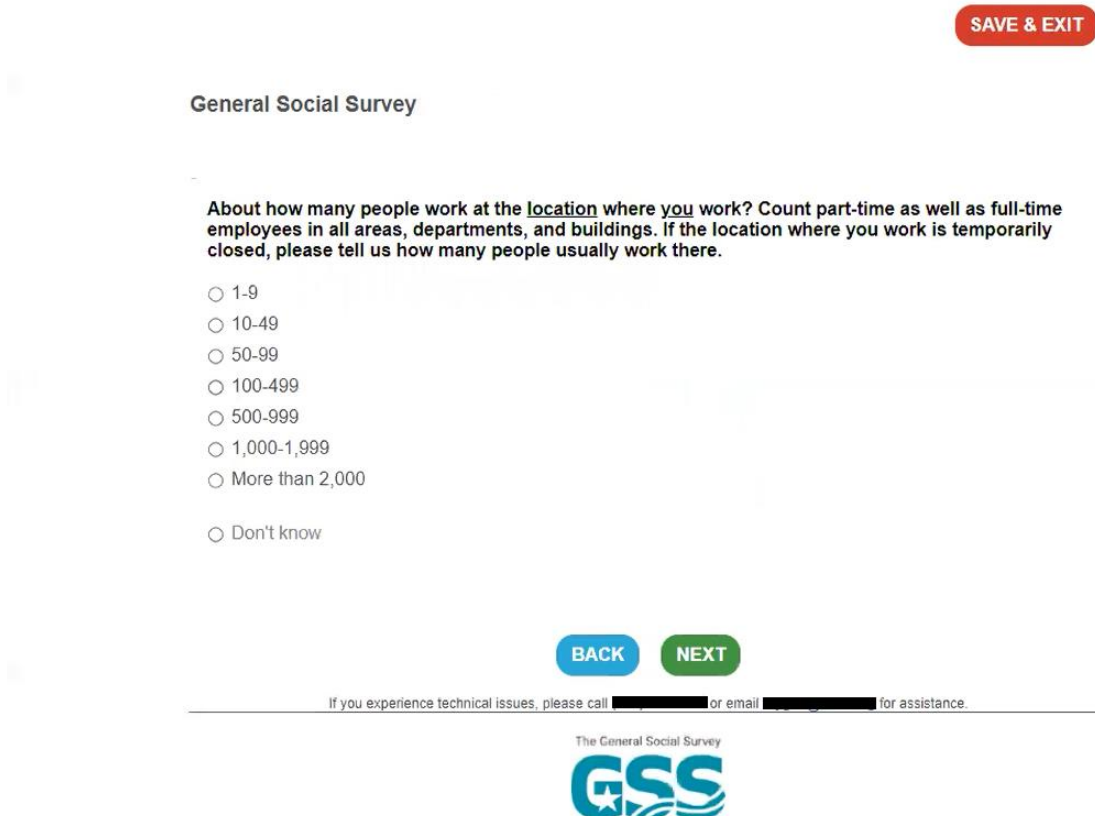 SAVE & EXIT
General Social Survey
About how many people work at the location where you work? Count part-time as well as full-time
employees in all areas, departments, and buildings. If the location where you work is temporarily
closed, please tell us how many people usually work there.
1-9
10-49
50-99
100-499
500-999
1,000-1,999
More than 2,000
Don't know
BACK NEXT
If you experience technical issues, please call or email for assistance.
The General Social Survey
GSS